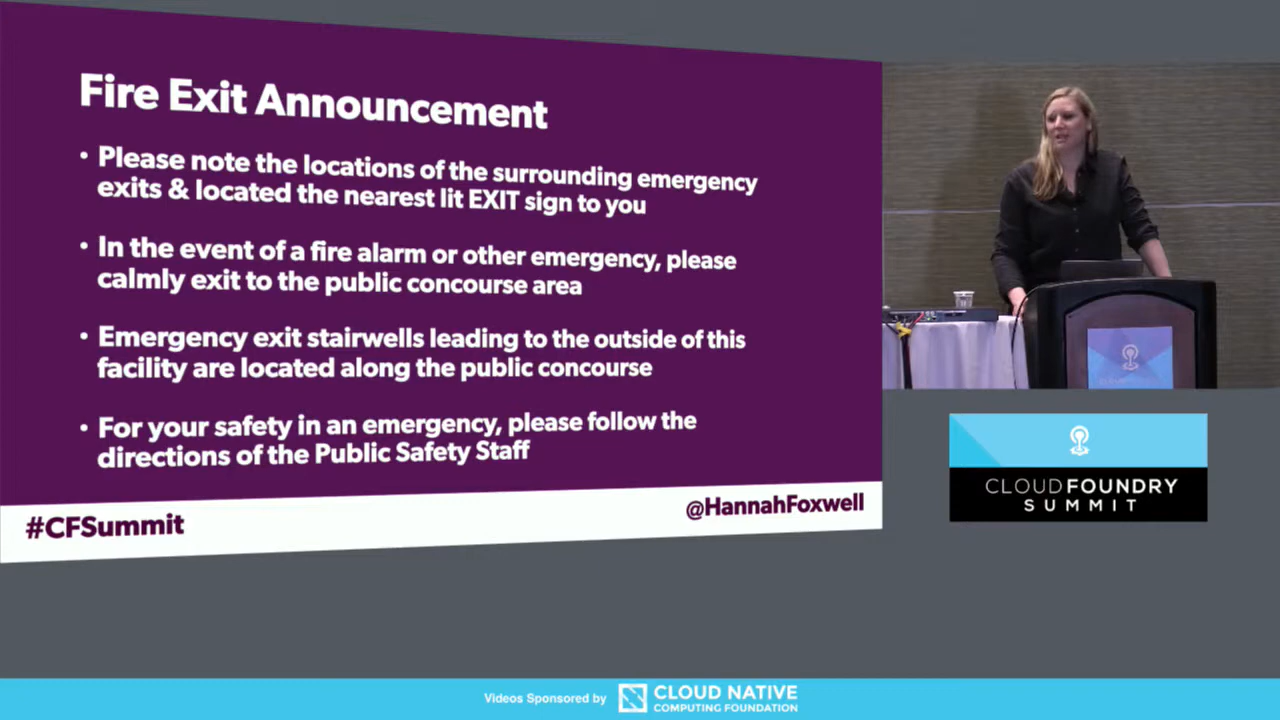 Fire Exit Announcement
• Please note the locations of the surrounding emergency
exits & located the nearest lit EXIT sign to you
• In the event of a fire alarm or other emergency, please
calmly exit to the public concourse area
• Emergency exit stairwells leading to the outside of this
facility are located along the public concourse
• For your safety in an emergency, please follow the
directions of the Public Safety Staff
#CFSummit
@HannahFoxwell
CLOUDFOUNDRY
SUMMIT
Videos Sponsored by
CLOUD NATIVE
COMPUTING FOUNDATION